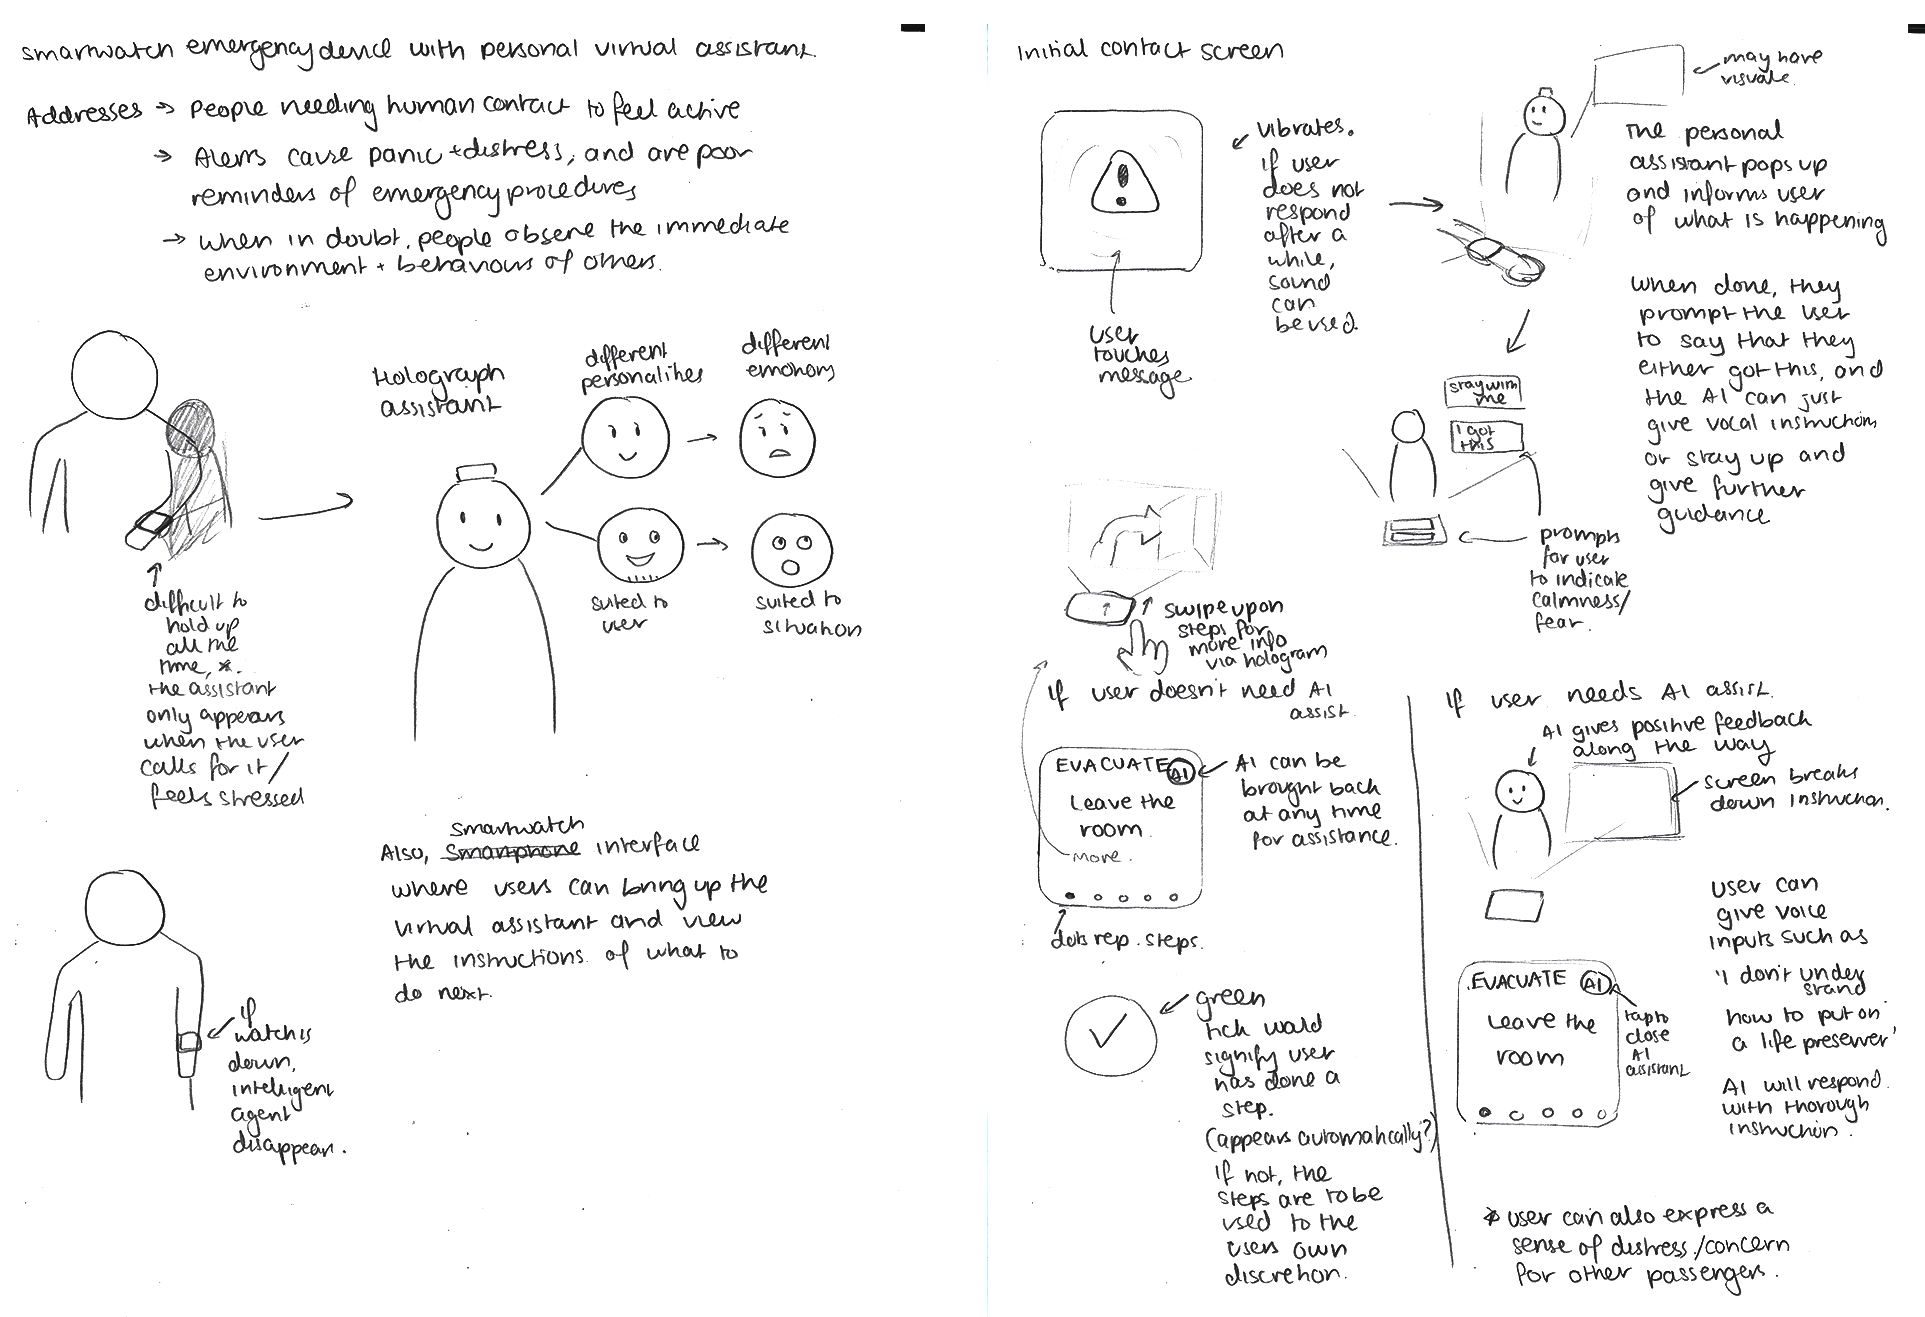 smartwatch emergency device with personal virtual assistant.
Addresses → People needing human contact to feel active
→ Alerts cause panic + distress, and are poor
reminders of emergency procedures
→ when in doubt, people observe the immediate
environment + behaviours of others.
Holograph
assistant
different
personalities
different
emotions
suited to
user
suited to
situation
difficult to
hold up
all the
time,
the assistant
only appears
when the user
calls for it /
feels stressed
smartwatch
Also, smartphone interface
where users can bring up the
virtual assistant and view
the instructions of what to
do next.
if
watch is
down,
intelligent
agent
disappear.
Initial contact screen
vibrates.
if user
does not
respond
after a
while,
sound
can
be used.
user
touches
message
may have
visuals.
The personal
assistant pops up
and informs user
of what is happening
when done, they
prompt the user
to say that they
either got this, and
the AI can just
give vocal instructions
or stay up and
give further
guidance
stay with
me
I got
this
prompts
for user
to indicate
calmness/
fear.
swipe upon
steps for
more info
via hologram
if user doesn't need AI
assist.
EVACUATE AI
Leave the
room.
more.
AI can be
brought back
at any time
for assistance.
dots rep. steps.
green
tick would
signify user
has done a
step.
(appears automatically?)
if not, the
steps are to be
used to the
users own
discretion.
if user needs AI assist.
AI gives positive feedback
along the way
screen breaks
down instruction.
User can
give voice
inputs such as
'I don't under
stand
how to put on
a life preserver'
AI will respond
with thorough
instruction.
EVACUATE AI
Leave the
room
tap to
close
AI
assistant
* user can also express a
sense of distress/concern
for other passengers.